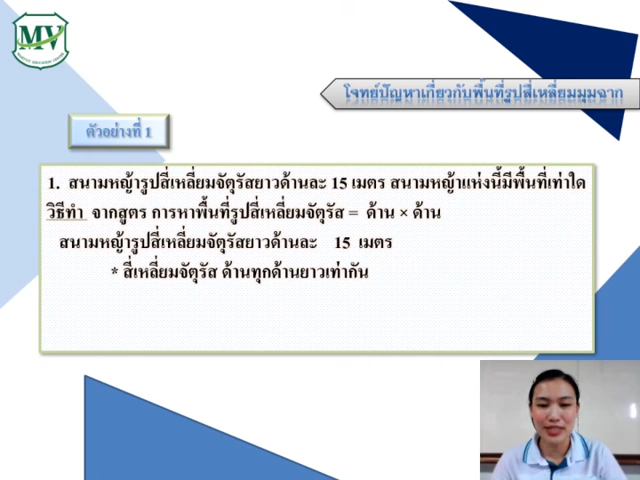 MV
โจทย์ปัญหาเกี่ยวกับพื้นที่รูปสี่เหลี่ยมมุมฉาก
ตัวอย่างที่ 1
1. สนามหญ้ารูปสี่เหลี่ยมจัตุรัสยาวด้านละ 15 เมตร สนามหญ้าแห่งนี้มีพื้นที่เท่าใด
วิธีทำ จากสูตร การหาพื้นที่รูปสี่เหลี่ยมจัตุรัส = ด้าน × ด้าน
สนามหญ้ารูปสี่เหลี่ยมจัตุรัสยาวด้านละ 15 เมตร
* สี่เหลี่ยมจัตุรัส ด้านทุกด้านยาวเท่ากัน